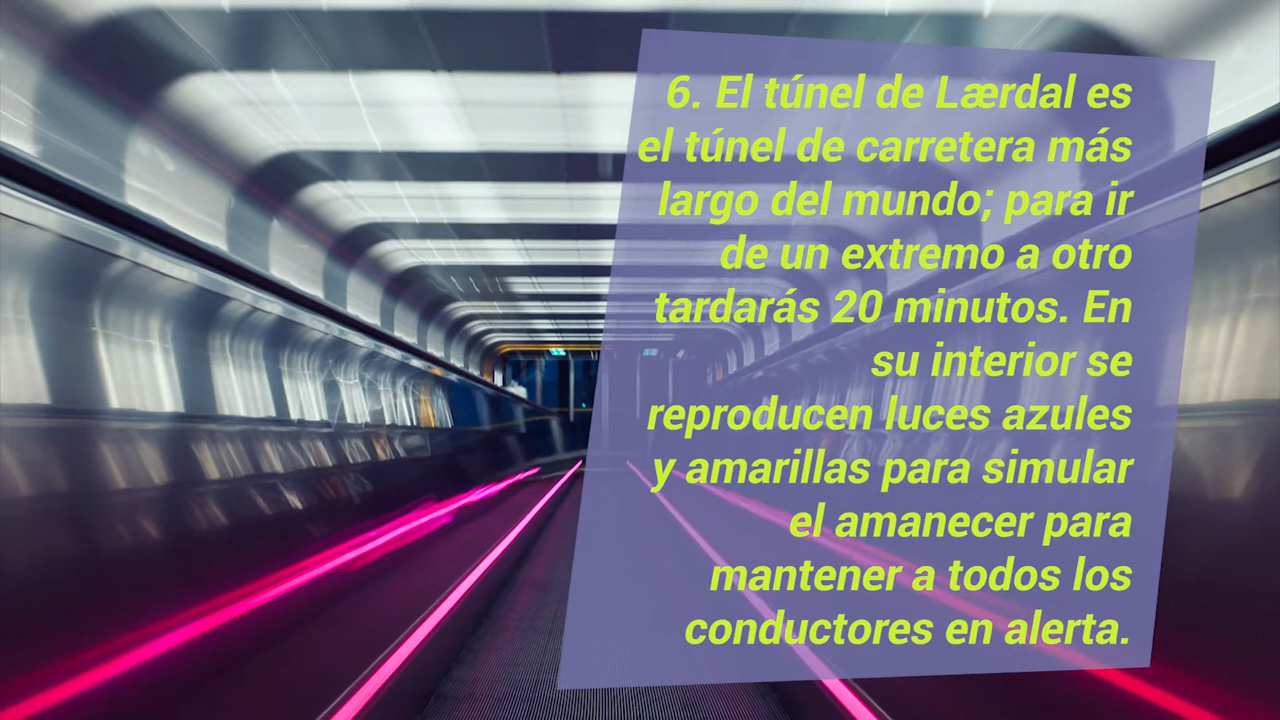 6. El túnel de Lærdal es
el túnel de carretera más
largo del mundo; para ir
de un extremo a otro
tardarás 20 minutos. En
su interior se
reproducen luces azules
y amarillas para simular
el amanecer para
mantener a todos los
conductores en alerta.